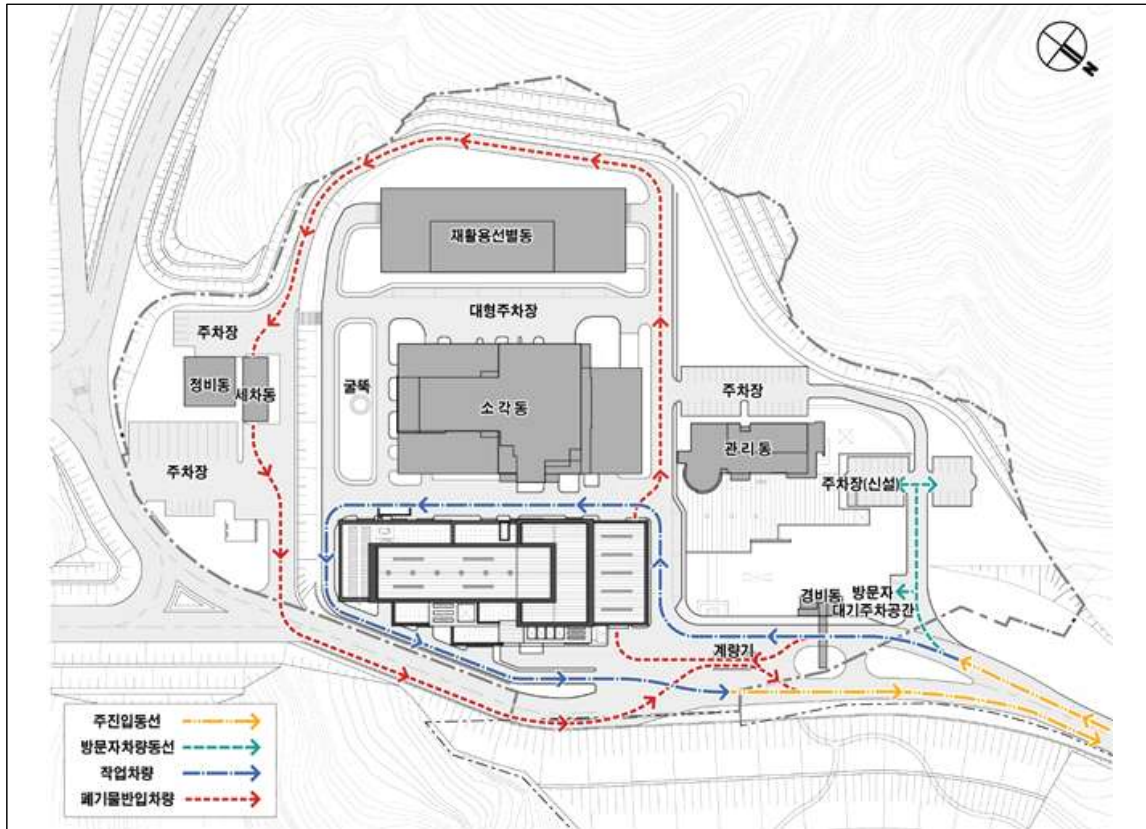 N
재활용선별동
대형주차장
주차장
정비동
세차동
굴뚝
소각동
주차장
관리동
주차장
주차장(신설)
경비동
방문자
대기주차공간
계량기
주진입동선
방문자차량동선
작업차량
폐기물반입차량